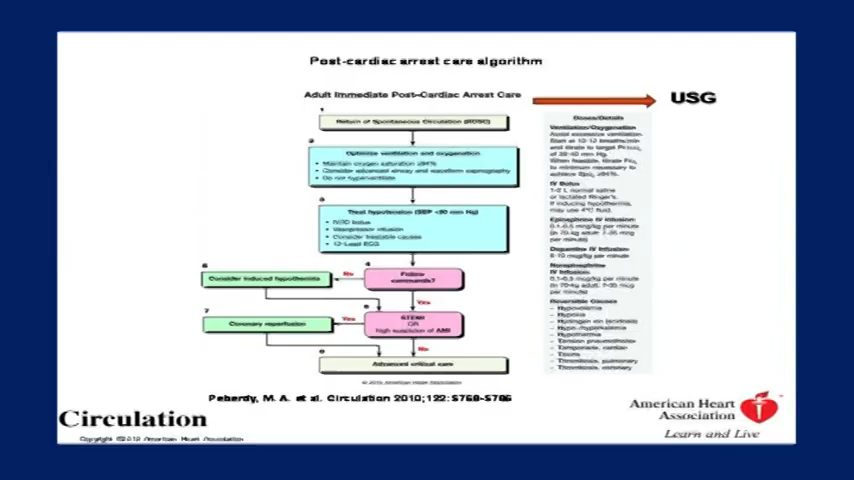 Post-cardiac arrest care algorithm
Adult Immediate Post-Cardiac Arrest Care
USG
1
Return of Spontaneous Circulation (ROSC)
2
Optimize ventilation and oxygenation
• Maintain oxygen saturation ≥94%
• Consider advanced airway and waveform capnography
• Do not hyperventilate
3
Treat hypotension (SBP <90 mm Hg)
• IV/IO bolus
• Vasopressor infusion
• Consider treatable causes
• 12-Lead ECG
4
Follow
commands?
No
Consider induced hypothermia
Yes
STEMI
OR
high suspicion of AMI
Yes
7
Coronary reperfusion
No
Advanced critical care
© 2010 American Heart Association
Doses/Details
Ventilation/Oxygenation
Avoid excessive ventilation.
Start at 10-12 breaths/min
and titrate to target
of 35-40 mm Hg.
When feasible, titrate
to minimum necessary to
achieve ≥94%.
IV Bolus
1-2 L normal saline
or lactated Ringer's.
If inducing hypothermia,
may use 4°C fluid.
Epinephrine IV Infusion:
0.1-0.5 mcg/kg per minute
(in 70-kg adult: 7-35 mcg
per minute)
Dopamine IV Infusion:
5-10 mcg/kg per minute
Norepinephrine
IV Infusion:
0.1-0.5 mcg/kg per minute
(in 70-kg adult: 7-35 mcg
per minute)
Reversible Causes
– Hypovolemia
– Hypoxia
– Hydrogen ion (acidosis)
– Hypo-/hyperkalemia
– Hypothermia
– Tension pneumothorax
– Tamponade, cardiac
– Toxins
– Thrombosis, pulmonary
– Thrombosis, coronary
Peberdy, M. A. et al. Circulation 2010;122:S768-S786
Circulation
Copyright ©2010 American Heart Association
American Heart
Association
Learn and Live